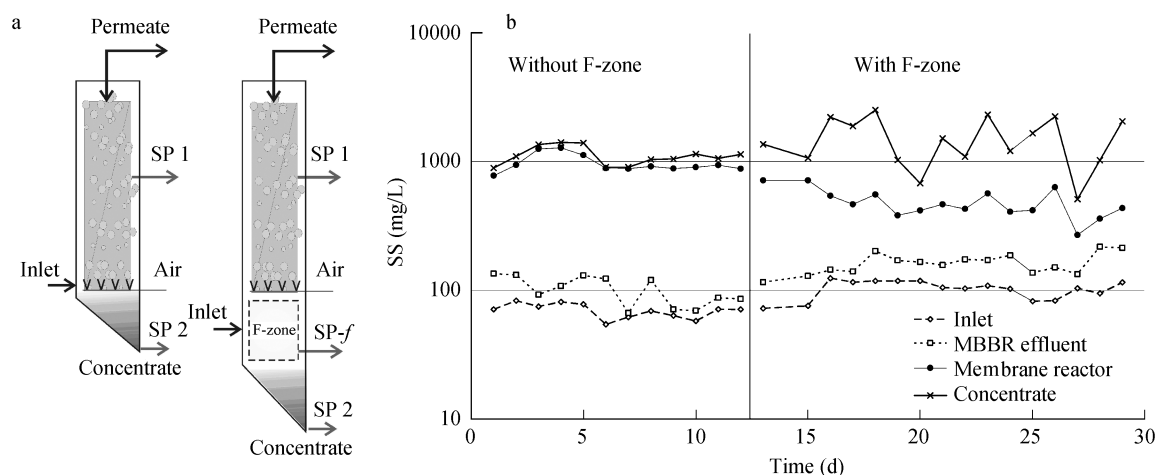 a
Permeate
SP 1
Air
Inlet
SP 2
Concentrate
Permeate
SP 1
Air
Inlet
F-zone
SP-f
SP 2
Concentrate
b
Without F-zone
With F-zone
SS (mg/L)
10000
1000
100
10
0
5
10
15
20
25
30
Time (d)
Inlet
MBBR effluent
Membrane reactor
Concentrate